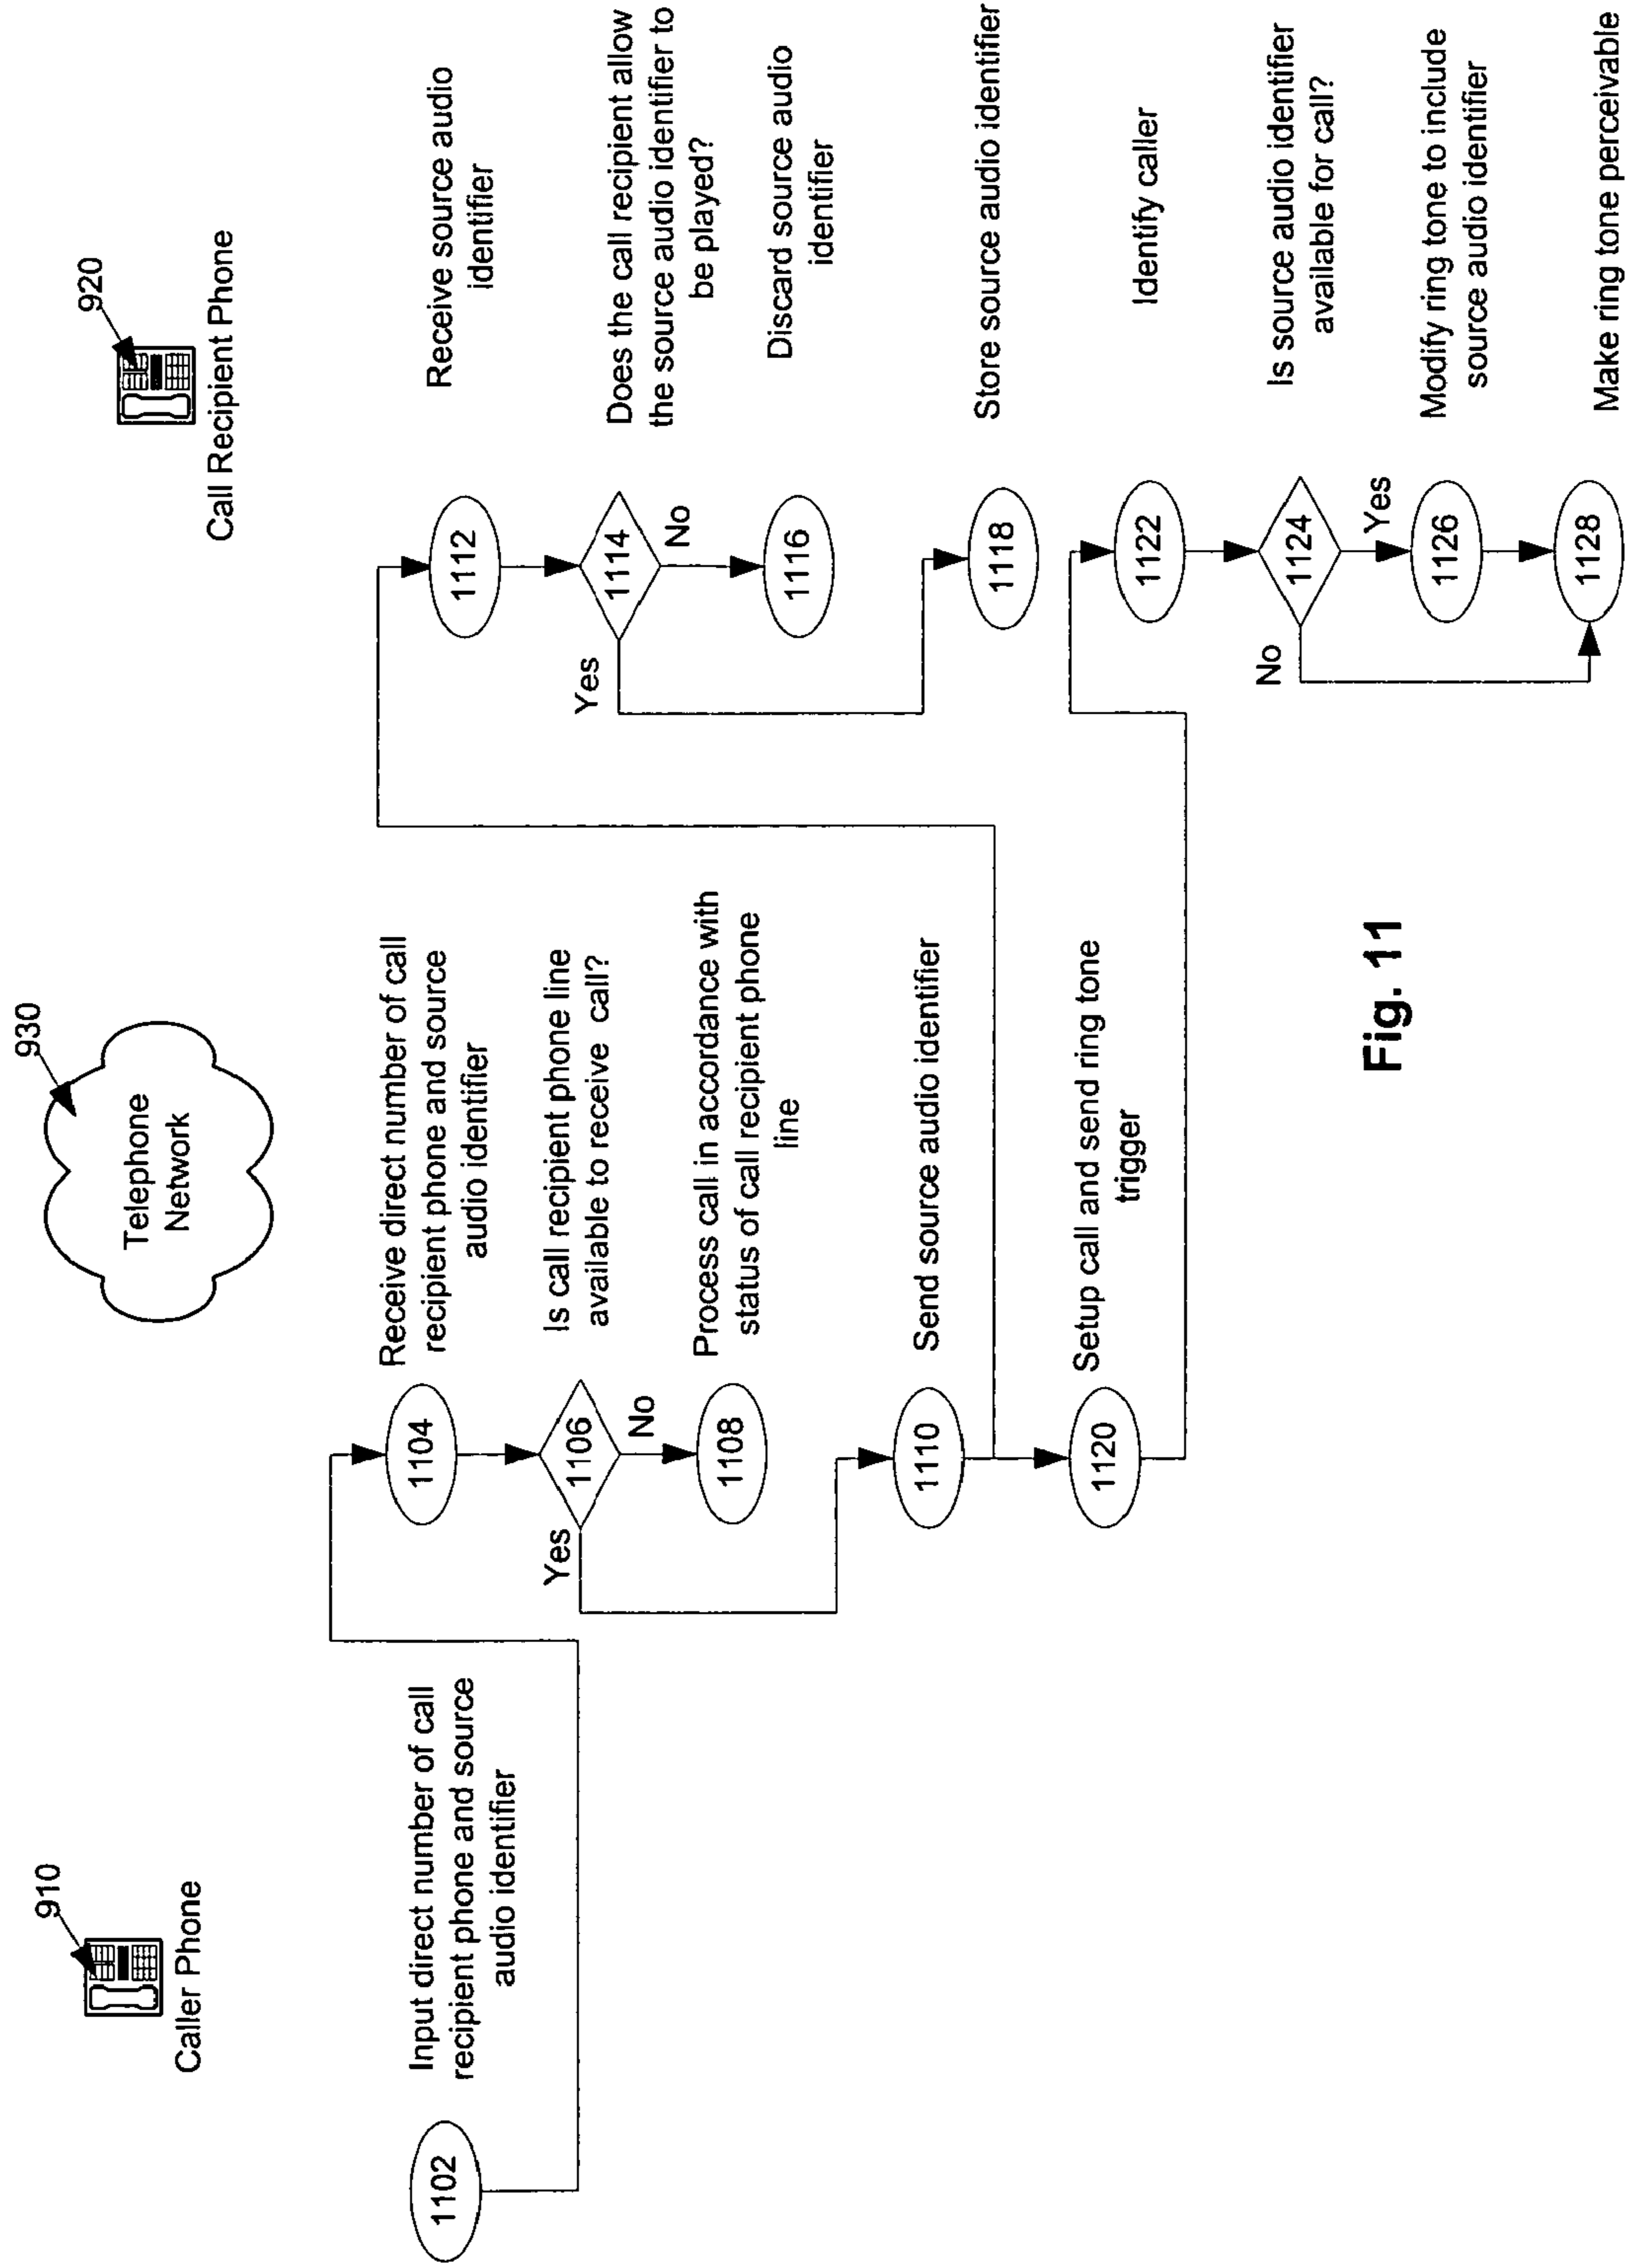 910
Caller Phone
930
Telephone
Network
920
Call Recipient Phone
1102
Input direct number of call
recipient phone and source
audio identifier
1104
Receive direct number of call
recipient phone and source
audio identifier
1106
Is call recipient phone line
available to receive call?
Yes
No
1108
Process call in accordance with
status of call recipient phone
line
1110
Send source audio identifier
1120
Setup call and send ring tone
trigger
1112
Receive source audio
identifier
1114
Does the call recipient allow
the source audio identifier to
be played?
Yes
No
1116
Discard source audio
identifier
1118
Store source audio identifier
1122
Identify caller
1124
Is source audio identifier
available for call?
No
Yes
1126
Modify ring tone to include
source audio identifier
1128
Make ring tone perceivable
Fig. 11